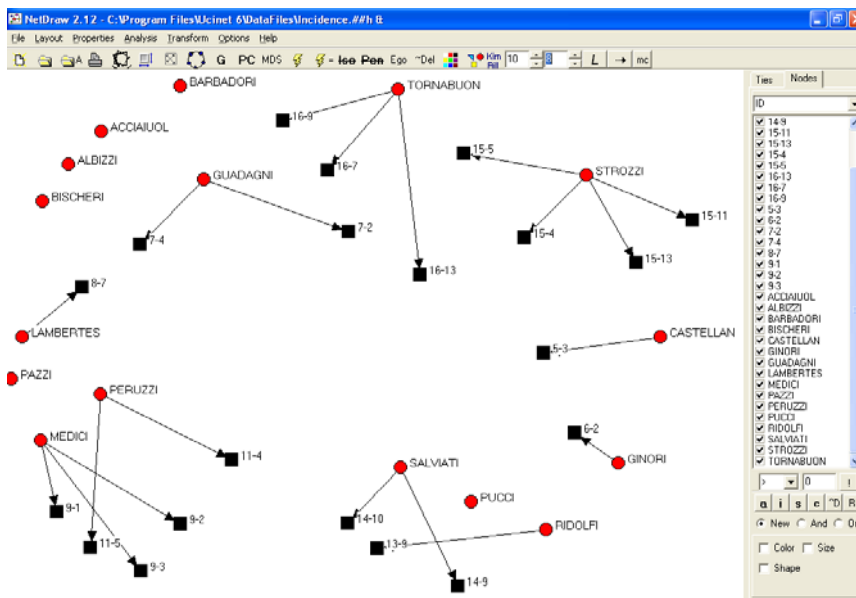 NetDraw 2.12 - C:\Program Files\Ucinet 6\DataFiles\Incidence.##h &
File Layout Properties Analysis Transform Options Help
G PC MDS Iso Pen Ego ~Del 10 L mc
Ties Nodes
ID
BARBADORI
TORNABUON
16-9
ACCIAIUOL
15-5
ALBIZZI
16-7
STROZZI
GUADAGNI
BISCHERI
15-11
7-2
15-4
7-4
15-13
16-13
8-7
LAMBERTES
CASTELLAN
5-3
PAZZI
PERUZZI
6-2
MEDICI
11-4
SALVIATI
GINORI
PUCCI
9-1
9-2
14-10
RIDOLFI
11-5
13-9
9-3
14-9
14-9
15-11
15-13
15-4
15-5
16-13
16-7
16-9
5-3
6-2
7-2
7-4
8-7
9-1
9-2
9-3
ACCIAIUOL
ALBIZZI
BARBADORI
BISCHERI
CASTELLAN
GINORI
GUADAGNI
LAMBERTES
MEDICI
PAZZI
PERUZZI
PUCCI
RIDOLFI
SALVIATI
STROZZI
TORNABUON
> 0 !
a i s c ~D R
New And Or
Color Size
Shape